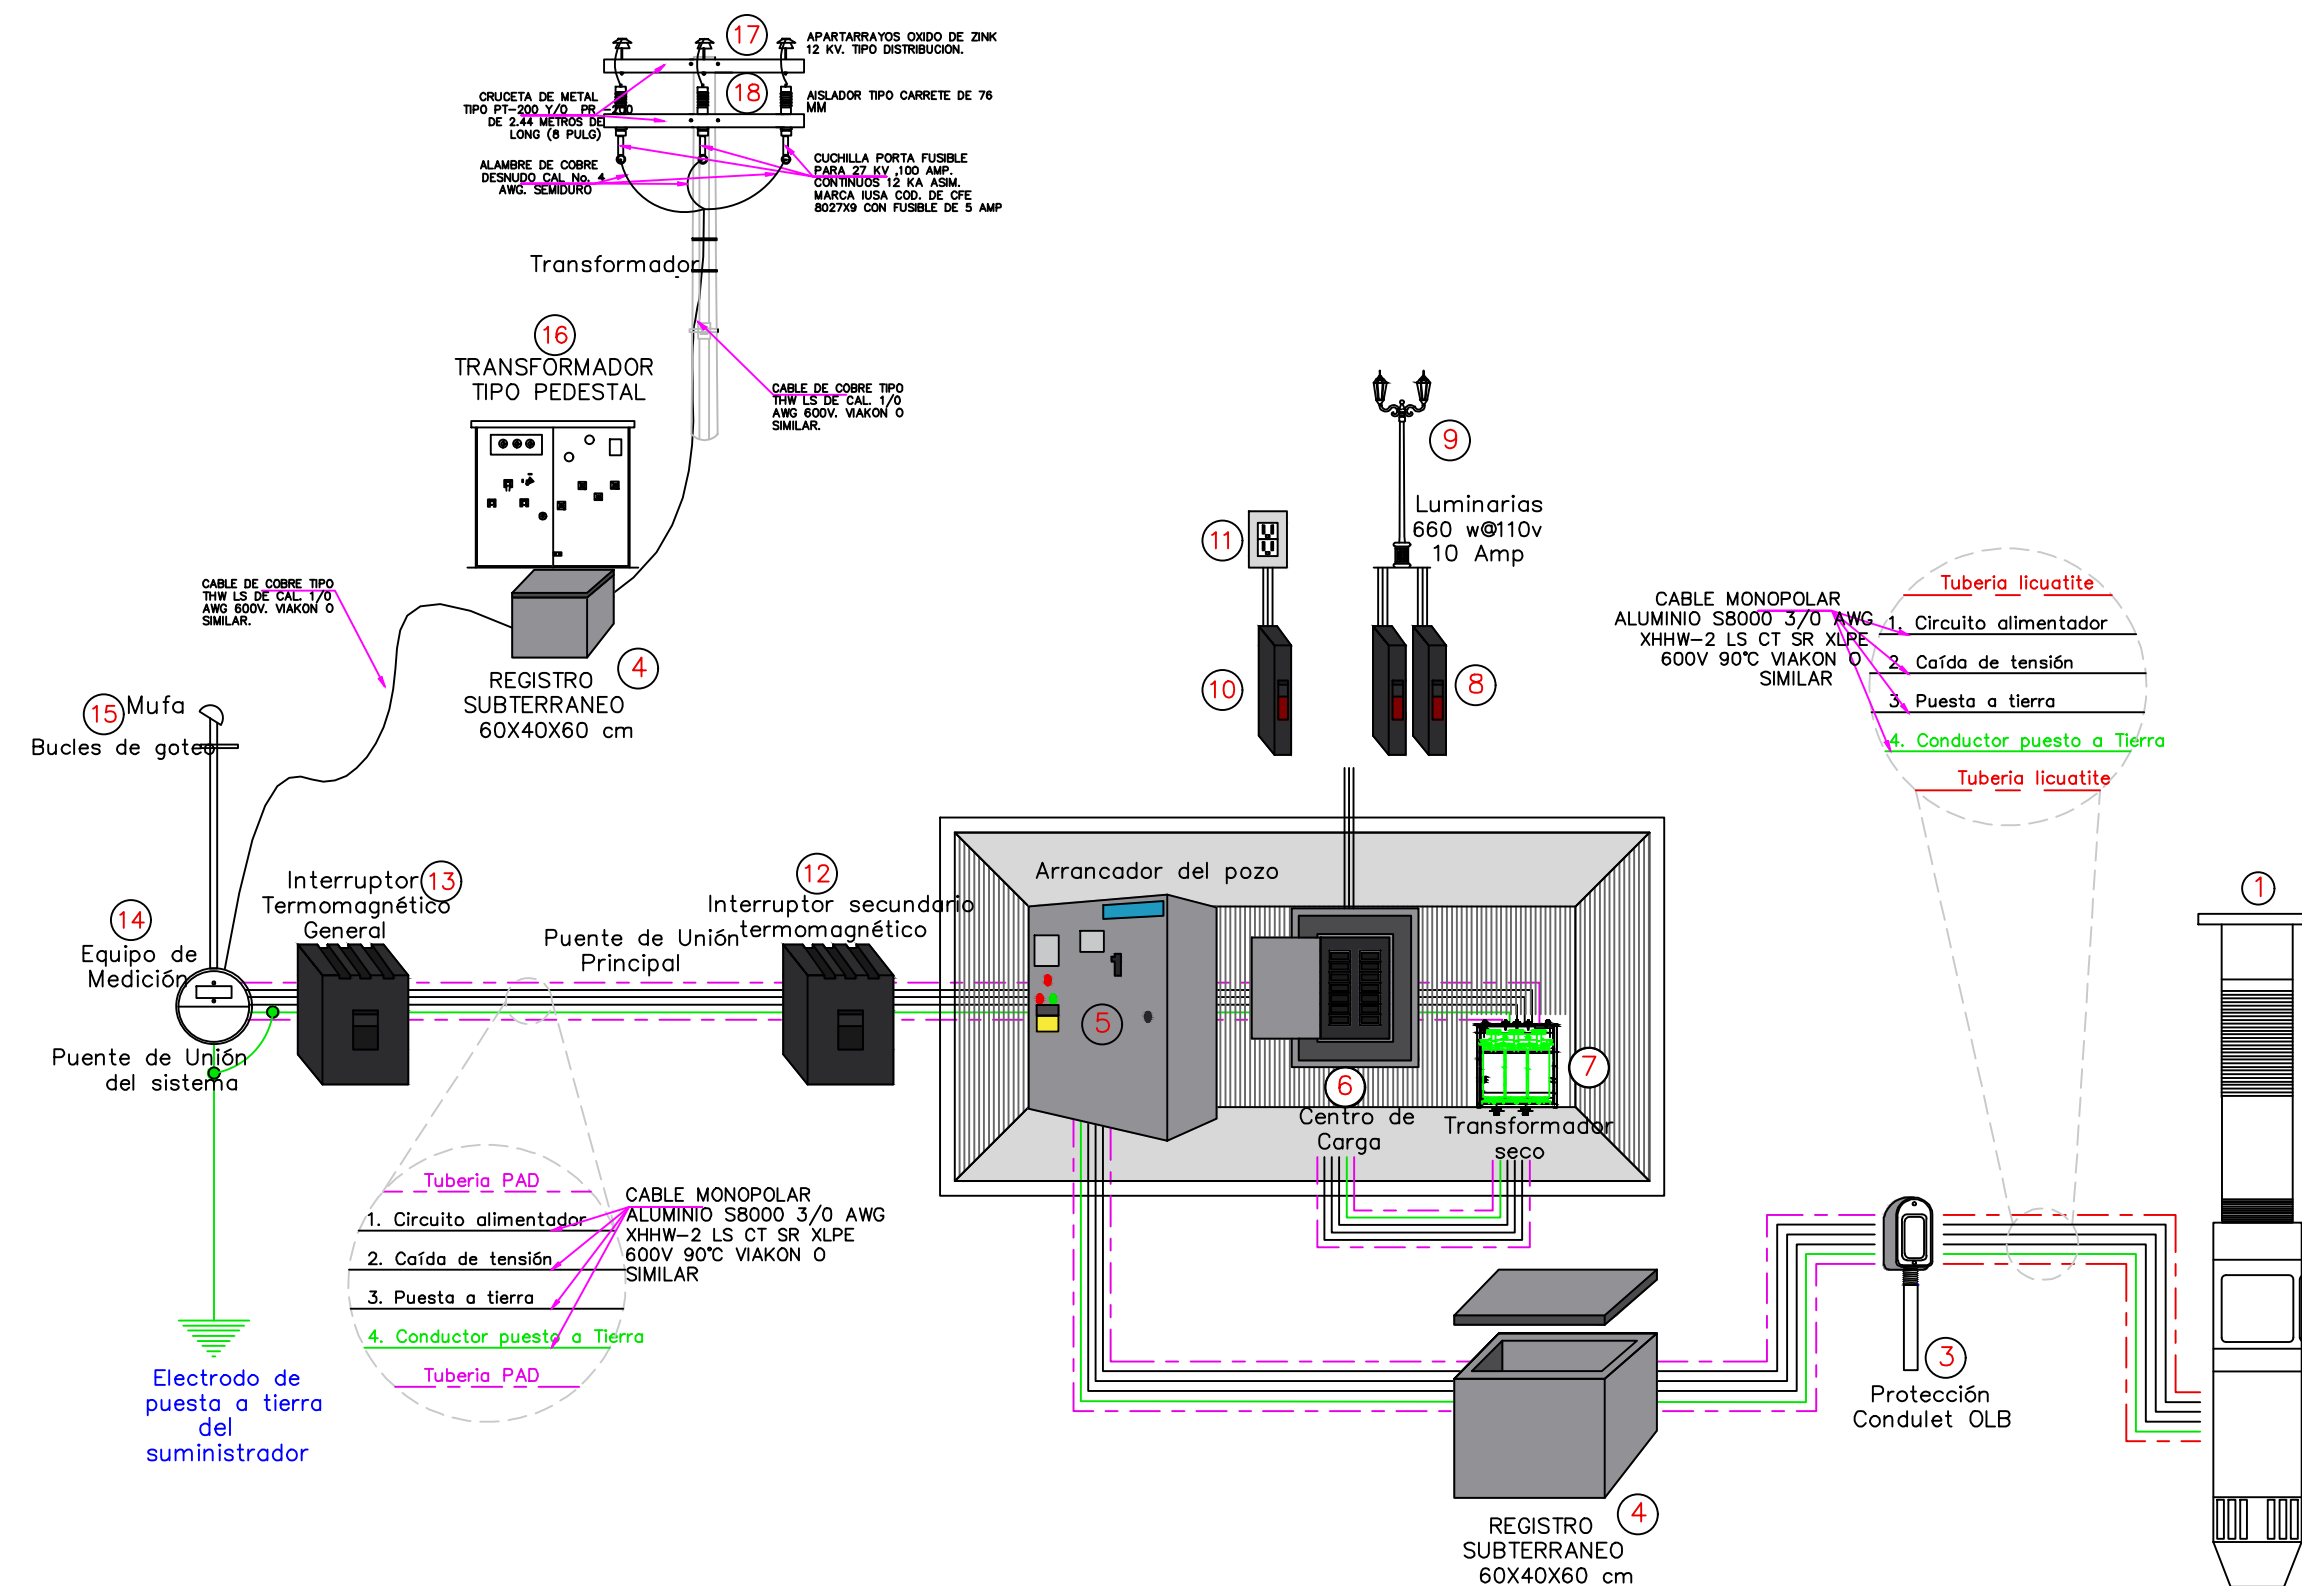 17
APARTARRAYOS OXIDO DE ZINK
12 KV. TIPO DISTRIBUCION.
18
AISLADOR TIPO CARRETE DE 76
MM
CRUCETA DE METAL
TIPO PT-200 Y/O PR -200
DE 2.44 METROS DE
LONG (8 PULG)
ALAMBRE DE COBRE
DESNUDO CAL No. 4
AWG. SEMIDURO
CUCHILLA PORTA FUSIBLE
PARA 27 KV ,100 AMP.
CONTINUOS 12 KA ASIM.
MARCA IUSA COD. DE CFE
8027X9 CON FUSIBLE DE 5 AMP
Transformador
16
TRANSFORMADOR
TIPO PEDESTAL
CABLE DE COBRE TIPO
THW LS DE CAL. 1/0
AWG 600V. VIAKON O
SIMILAR.
CABLE DE COBRE TIPO
THW LS DE CAL. 1/0
AWG 600V. VIAKON O
SIMILAR.
4
REGISTRO
SUBTERRANEO
60X40X60 cm
15
Mufa
Bucles de goteo
9
Luminarias
660 w@110v
10 Amp
11
10
8
CABLE MONOPOLAR
ALUMINIO S8000 3/0 AWG
XHHW-2 LS CT SR XLPE
600V 90°C VIAKON O
SIMILAR
Tuberia licuatite
1. Circuito alimentador
2. Caída de tensión
3. Puesta a tierra
4. Conductor puesto a Tierra
Tuberia licuatite
1
14
Equipo de
Medición
Interruptor
Termomagnético
General
13
Puente de Unión
Principal
12
Interruptor secundario
termomagnético
Arrancador del pozo
5
6
Centro de
Carga
7
Transformador
seco
Puente de Unión
del sistema
Electrodo de
puesta a tierra
del
suministrador
Tuberia PAD
1. Circuito alimentador
2. Caída de tensión
3. Puesta a tierra
4. Conductor puesto a Tierra
Tuberia PAD
CABLE MONOPOLAR
ALUMINIO S8000 3/0 AWG
XHHW-2 LS CT SR XLPE
600V 90°C VIAKON O
SIMILAR
3
Protección
Condulet OLB
4
REGISTRO
SUBTERRANEO
60X40X60 cm